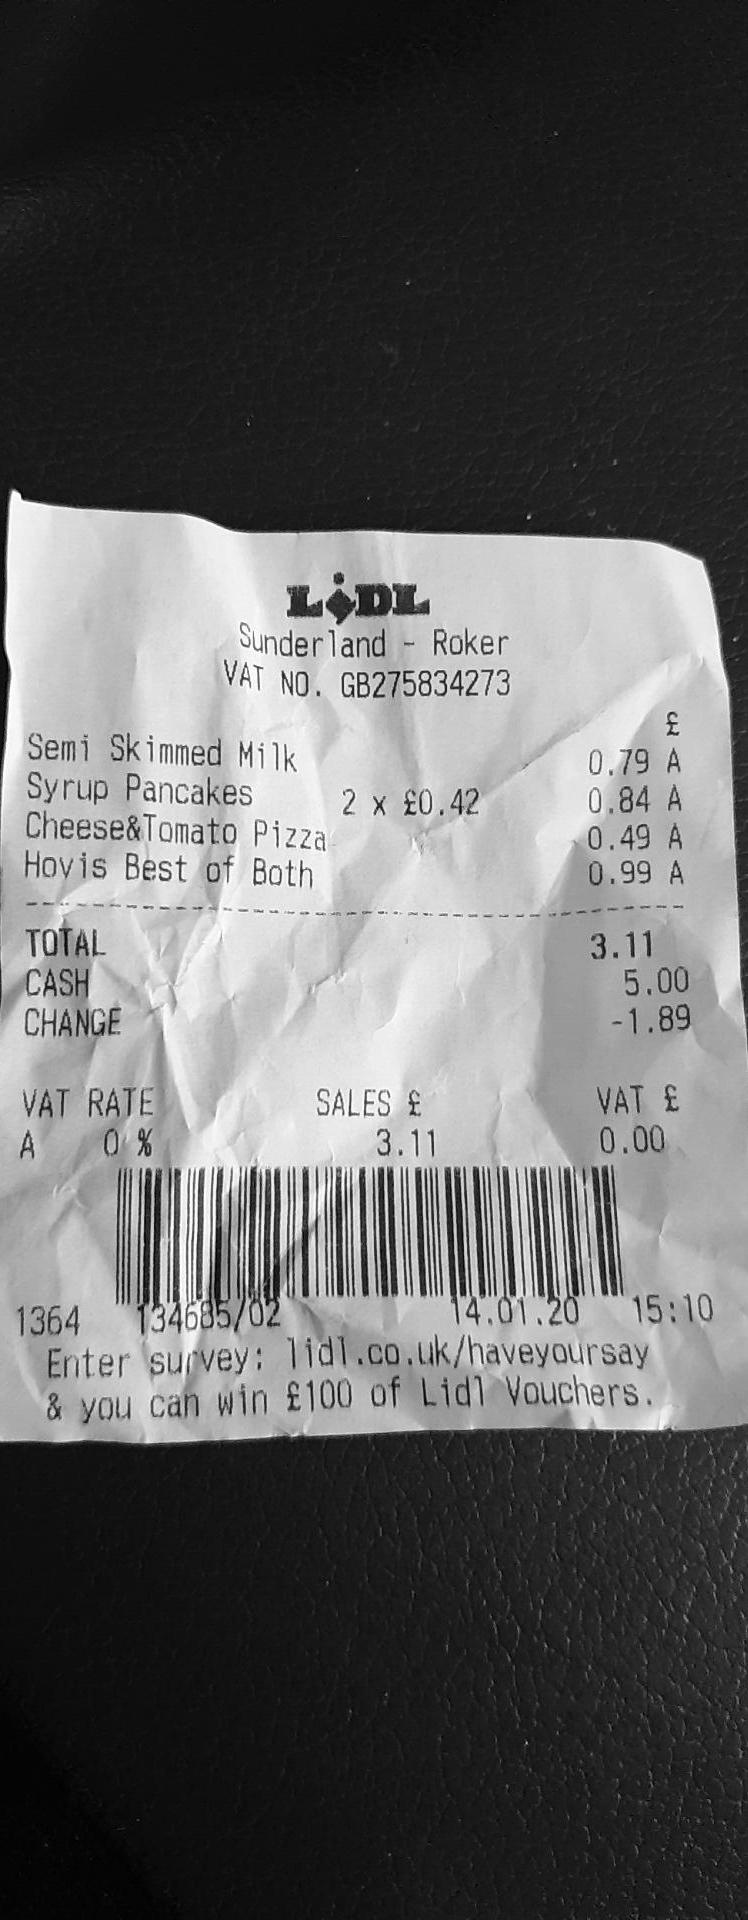 LiDL
Sunderland - Roker
VAT NO. GB275834273
£
Semi Skimmed Milk 0.79 A
Syrup Pancakes 2 x £0.42 0.84 A
Cheese&Tomato Pizza 0.49 A
Hovis Best of Both 0.99 A
TOTAL 3.11
CASH 5.00
CHANGE -1.89
VAT RATE SALES £ VAT £
A 0 % 3.11 0.00
1364 134685/02 14.01.20 15:10
Enter survey: lidl.co.uk/haveyoursay
& you can win £100 of Lidl Vouchers.